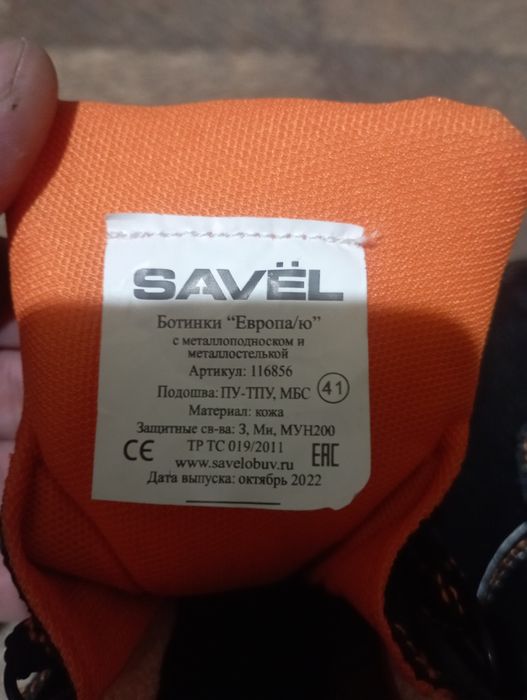 SAVЁL
Ботинки “Европа/ю”
с металлоподноском и
металлостелькой
Артикул: 116856
Подошва: ПУ-ТПУ, МБС 41
Материал: кожа
Защитные св-ва: З, Ми, МУН200
CE ТР ТС 019/2011 EAC
www.savelobuv.ru
Дата выпуска: октябрь 2022